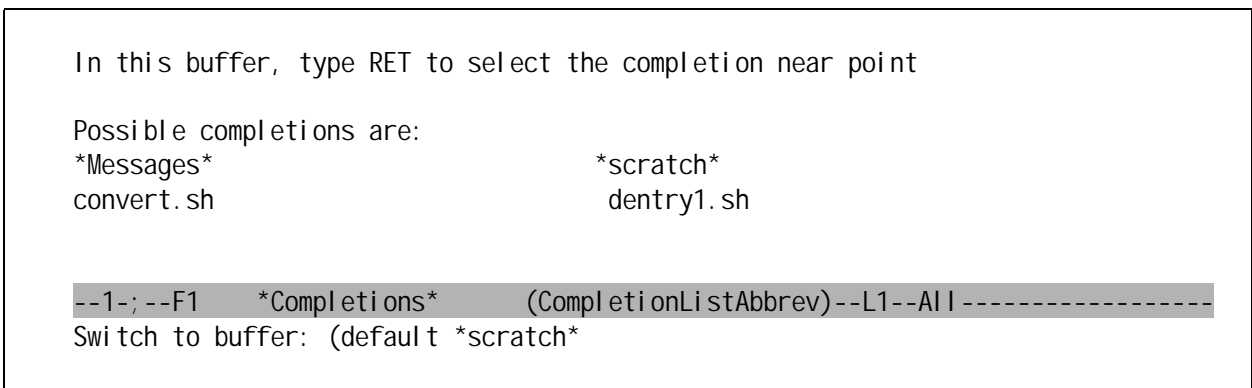 In this buffer, type RET to select the completion near point
Possible completions are:
*Messages* *scratch*
convert.sh dentry1.sh
--1-;--F1 *Completions* (CompletionListAbbrev)--L1--All------------------
Switch to buffer: (default *scratch*